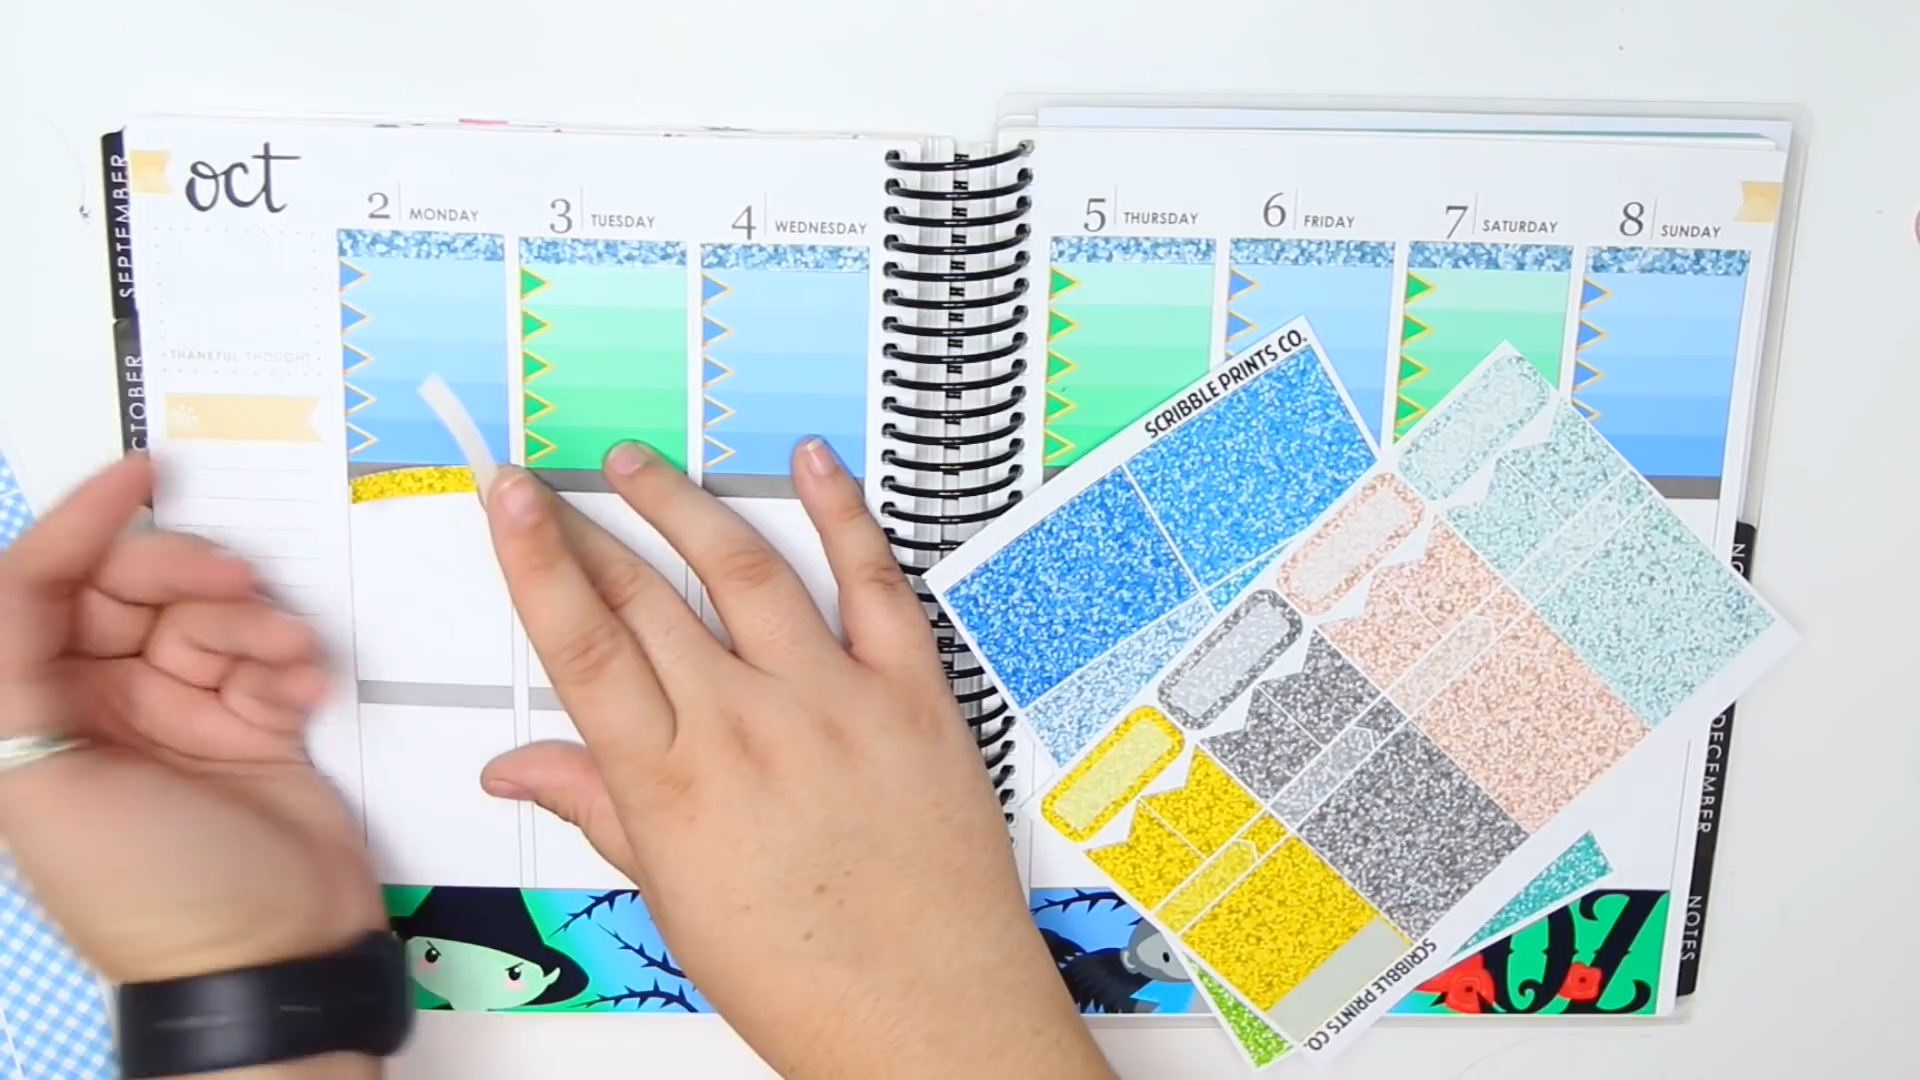 oct
2 MONDAY
3 TUESDAY
4 WEDNESDAY
5 THURSDAY
6 FRIDAY
7 SATURDAY
8 SUNDAY
SEPTEMBER
OCTOBER
THANKFUL THOUGHT
SCRIBBLE PRINTS CO.
SCRIBBLE PRINTS CO.
DECEMBER
NOTES
OZ